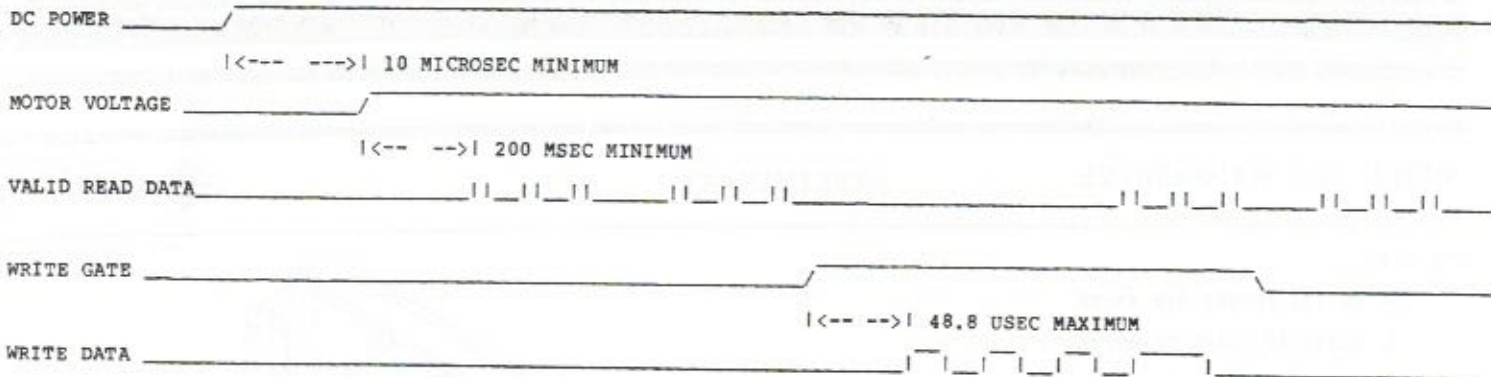 DC POWER
|<--- --->| 10 MICROSEC MINIMUM
MOTOR VOLTAGE
|<-- -->| 200 MSEC MINIMUM
VALID READ DATA
WRITE GATE
|<-- -->| 48.8 USEC MAXIMUM
WRITE DATA